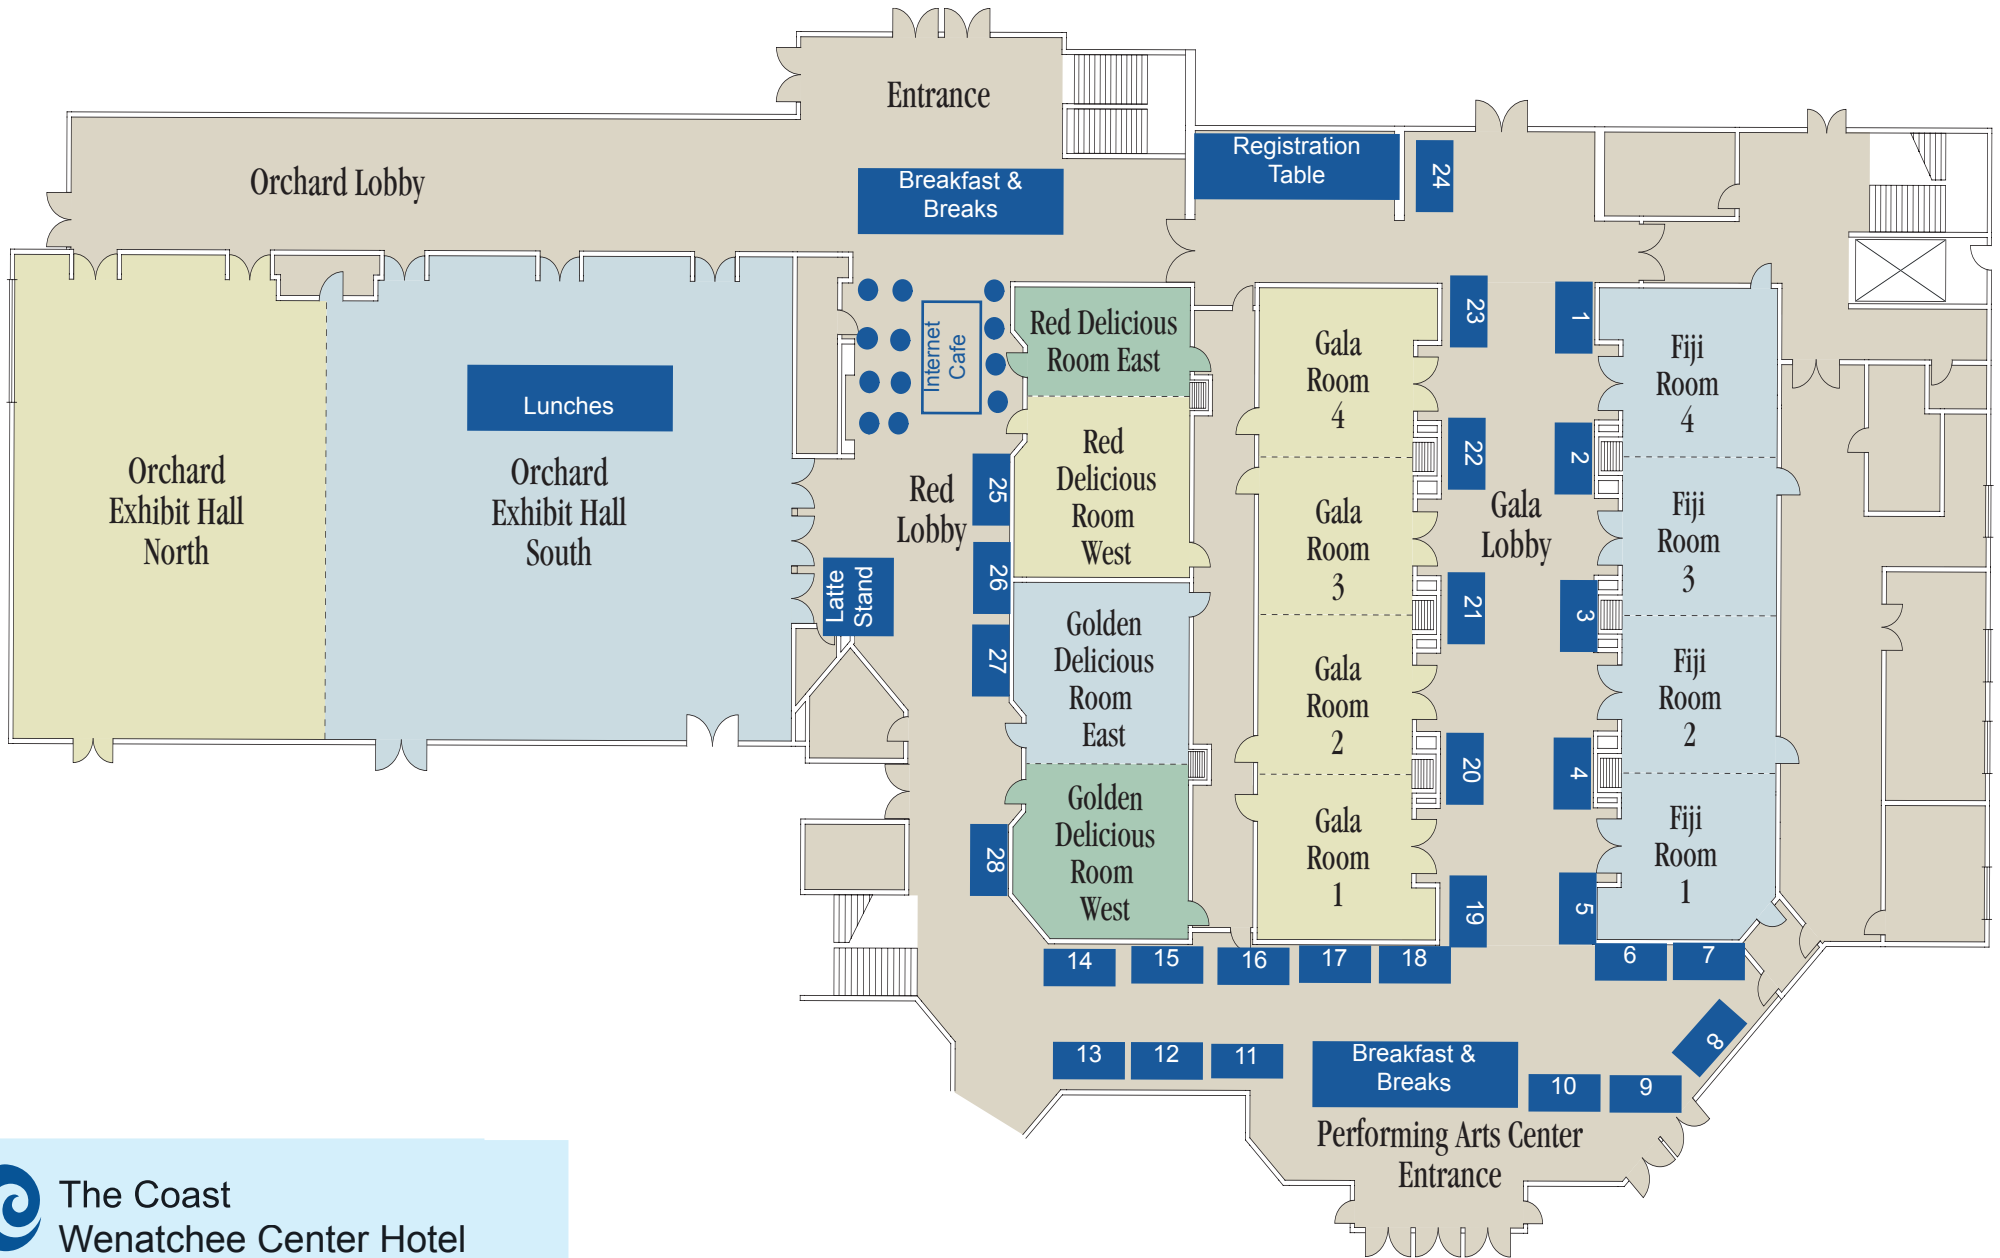 Entrance
Orchard Lobby
Breakfast &
Breaks
Registration
Table
24
Internet
Cafe
Red Delicious
Room East
Gala
Room
4
23
1
Fiji
Room
4
Lunches
Orchard
Exhibit Hall
North
Orchard
Exhibit Hall
South
Red
Lobby
25
Red
Delicious
Room
West
22
2
Gala
Room
3
Gala
Lobby
Fiji
Room
3
Latte
Stand
26
27
Golden
Delicious
Room
East
21
3
Gala
Room
2
Fiji
Room
2
20
4
28
Golden
Delicious
Room
West
Gala
Room
1
19
5
Fiji
Room
1
14
15
16
17
18
6
7
8
13
12
11
Breakfast &
Breaks
10
9
Performing Arts Center
Entrance
The Coast
Wenatchee Center Hotel